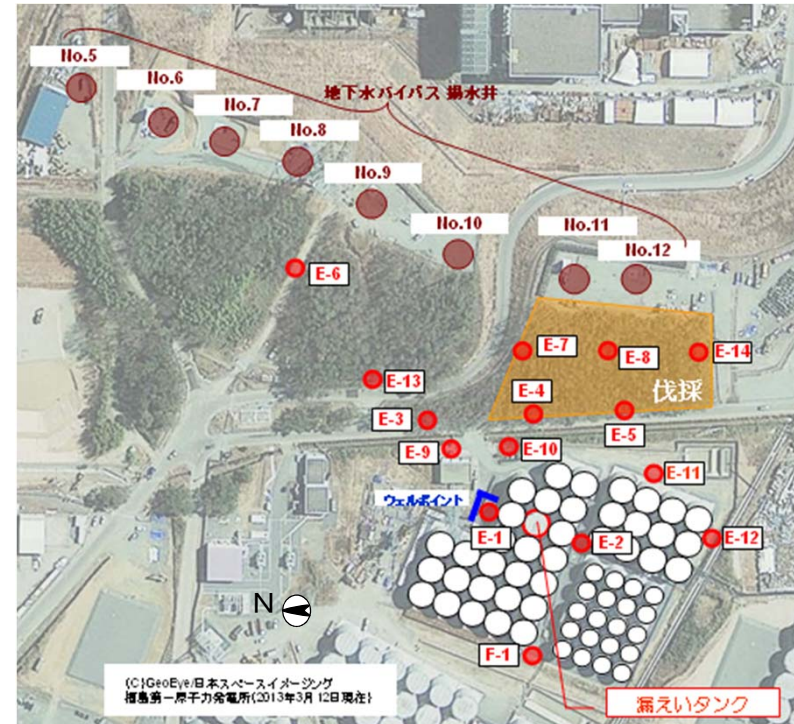 No.5
No.6
No.7
No.8
地下水バイパス 揚水井
No.9
No.10
No.11
No.12
E-6
E-7
E-8
E-14
E-13
伐採
E-4
E-3
E-5
E-9
E-10
E-11
ウェルポイント
E-1
E-2
E-12
N
F-1
(C)GeoEye/日本スペースイメージング
福島第一原子力発電所(2013年3月12日現在)
漏えいタンク